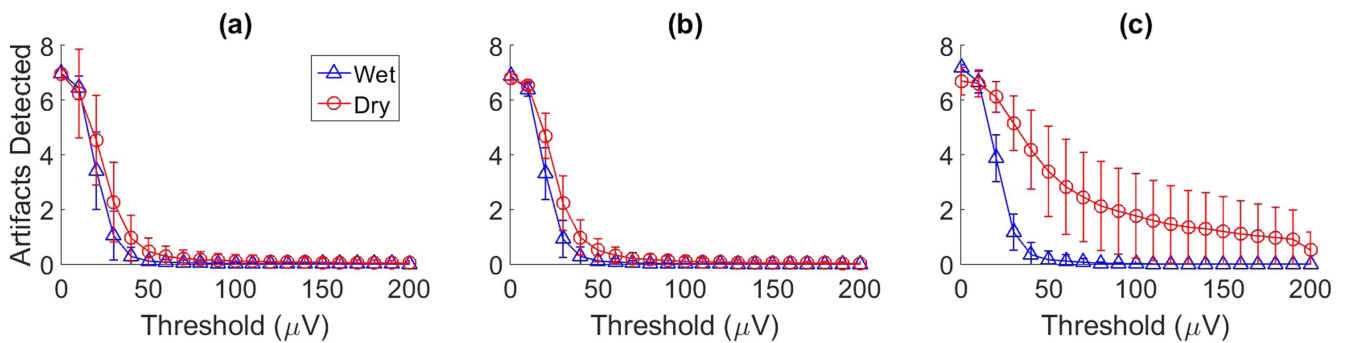 (a) (b) (c)
Artifacts Detected
8 6 4 2 0
Wet
Dry
0 50 100 150 200
Threshold (μV)
8 6 4 2 0
0 50 100 150 200
Threshold (μV)
8 6 4 2 0
0 50 100 150 200
Threshold (μV)